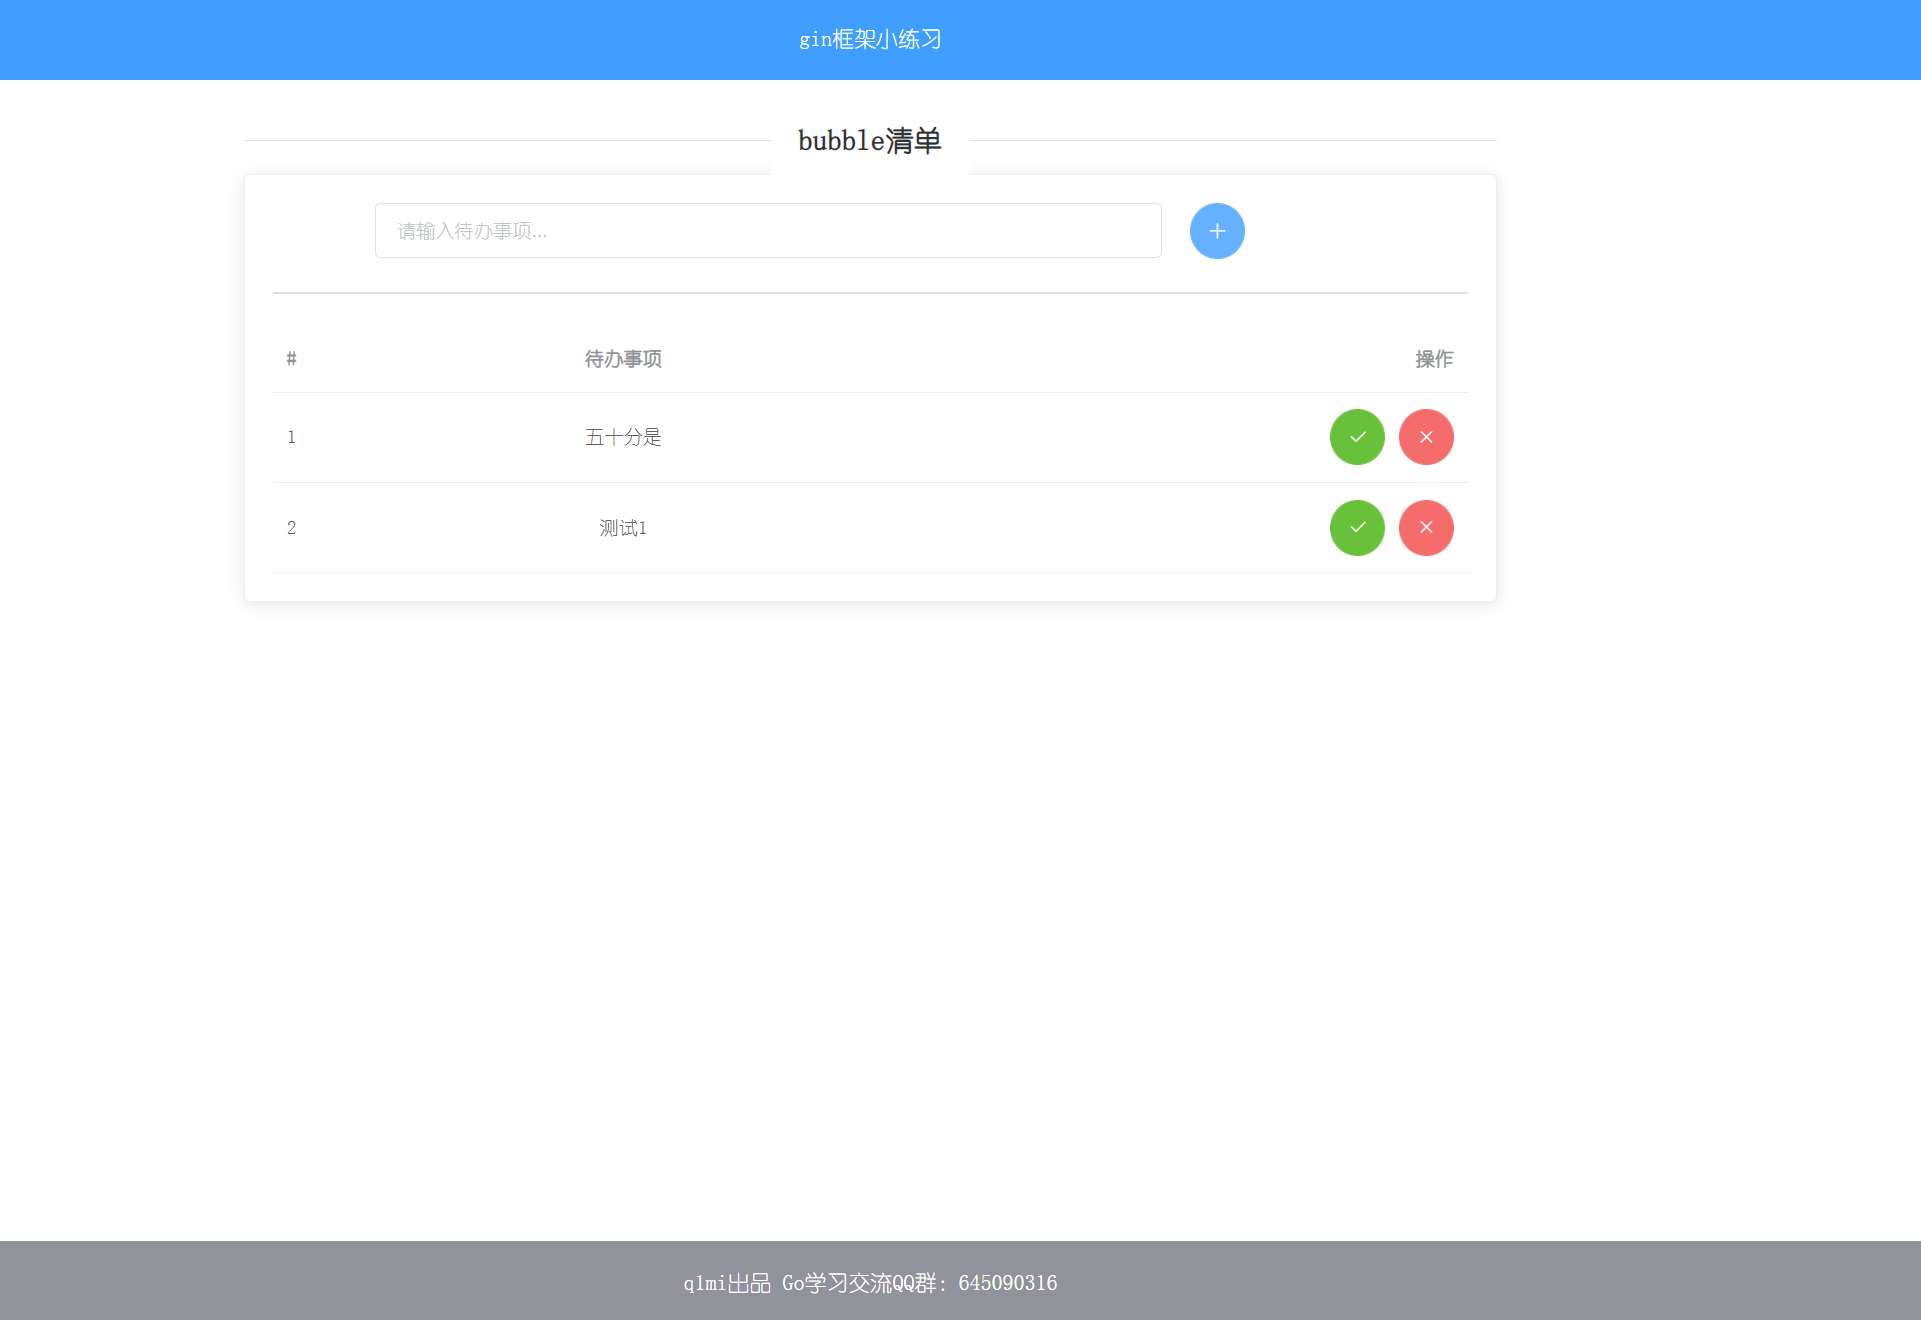 gin框架小练习
bubble清单
请输入待办事项...
# 待办事项 操作
1 五十分是
2 测试1
q1mi出品 Go学习交流QQ群: 645090316